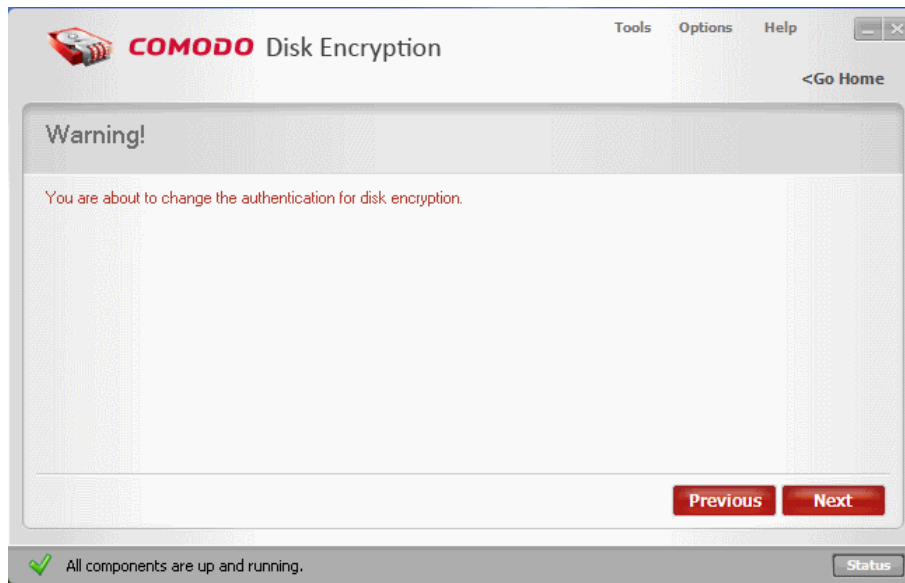 COMODO Disk Encryption
Tools Options Help
<Go Home
Warning!
You are about to change the authentication for disk encryption.
Previous Next
All components are up and running.
Status